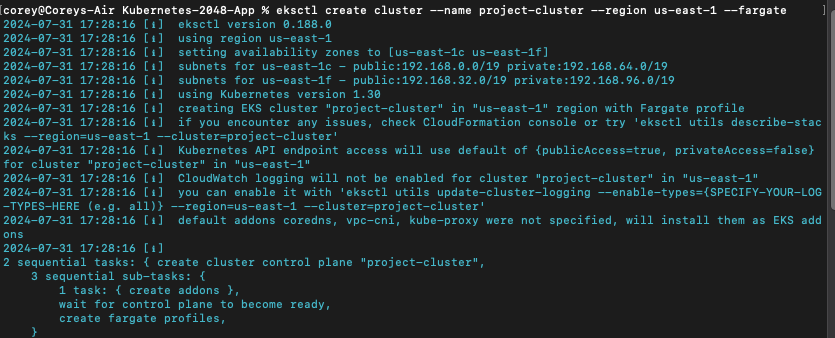 [corey@Coreys-Air Kubernetes-2048-App % eksctl create cluster --name project-cluster --region us-east-1 --fargate ]
2024-07-31 17:28:16 [ℹ]  eksctl version 0.188.0
2024-07-31 17:28:16 [ℹ]  using region us-east-1
2024-07-31 17:28:16 [ℹ]  setting availability zones to [us-east-1c us-east-1f]
2024-07-31 17:28:16 [ℹ]  subnets for us-east-1c - public:192.168.0.0/19 private:192.168.64.0/19
2024-07-31 17:28:16 [ℹ]  subnets for us-east-1f - public:192.168.32.0/19 private:192.168.96.0/19
2024-07-31 17:28:16 [ℹ]  using Kubernetes version 1.30
2024-07-31 17:28:16 [ℹ]  creating EKS cluster "project-cluster" in "us-east-1" region with Fargate profile
2024-07-31 17:28:16 [ℹ]  if you encounter any issues, check CloudFormation console or try 'eksctl utils describe-stac
ks --region=us-east-1 --cluster=project-cluster'
2024-07-31 17:28:16 [ℹ]  Kubernetes API endpoint access will use default of {publicAccess=true, privateAccess=false}
for cluster "project-cluster" in "us-east-1"
2024-07-31 17:28:16 [ℹ]  CloudWatch logging will not be enabled for cluster "project-cluster" in "us-east-1"
2024-07-31 17:28:16 [ℹ]  you can enable it with 'eksctl utils update-cluster-logging --enable-types={SPECIFY-YOUR-LOG
-TYPES-HERE (e.g. all)} --region=us-east-1 --cluster=project-cluster'
2024-07-31 17:28:16 [ℹ]  default addons coredns, vpc-cni, kube-proxy were not specified, will install them as EKS add
ons
2024-07-31 17:28:16 [ℹ]
2 sequential tasks: { create cluster control plane "project-cluster",
    3 sequential sub-tasks: {
        1 task: { create addons },
        wait for control plane to become ready,
        create fargate profiles,
    }